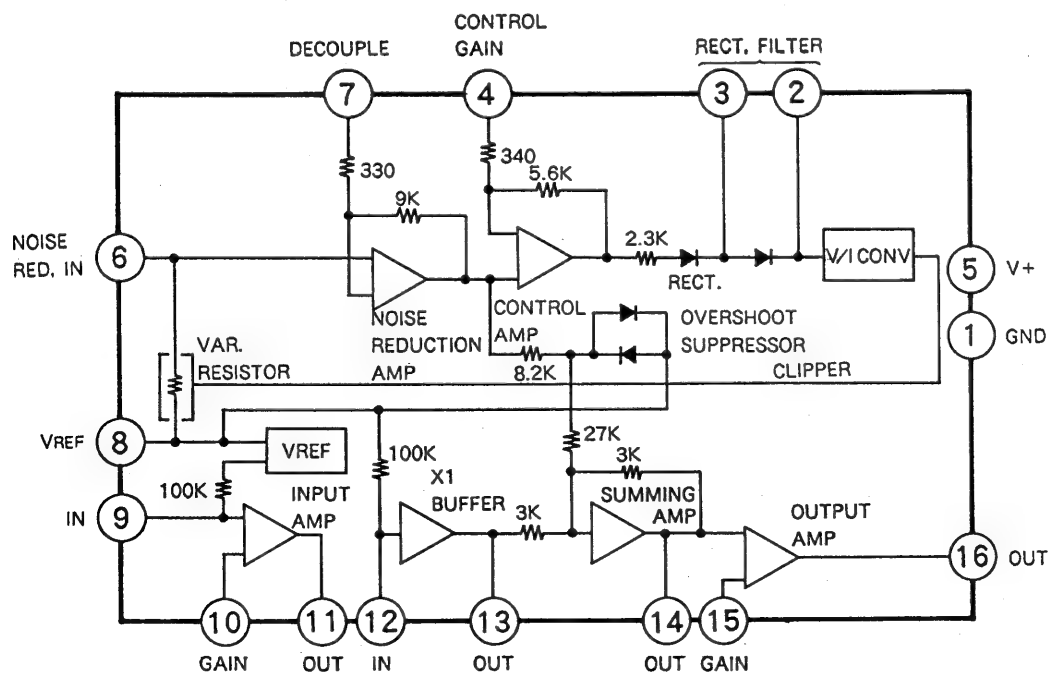 CONTROL
DECOUPLE GAIN RECT. FILTER
7 4 3 2
330 340
5.6K
9K
NOISE
RED. IN 6
2.3K
V/I CONV
5 V+
RECT.
NOISE
REDUCTION
AMP
CONTROL
AMP
OVERSHOOT
SUPPRESSOR
1 GND
VAR.
RESISTOR
8.2K
CLIPPER
VREF 8
VREF
100K
27K
3K
100K
INPUT
AMP
X1
BUFFER
3K
SUMMING
AMP
OUTPUT
AMP
IN 9
16 OUT
10 11 12 13 14 15
GAIN OUT IN OUT OUT GAIN